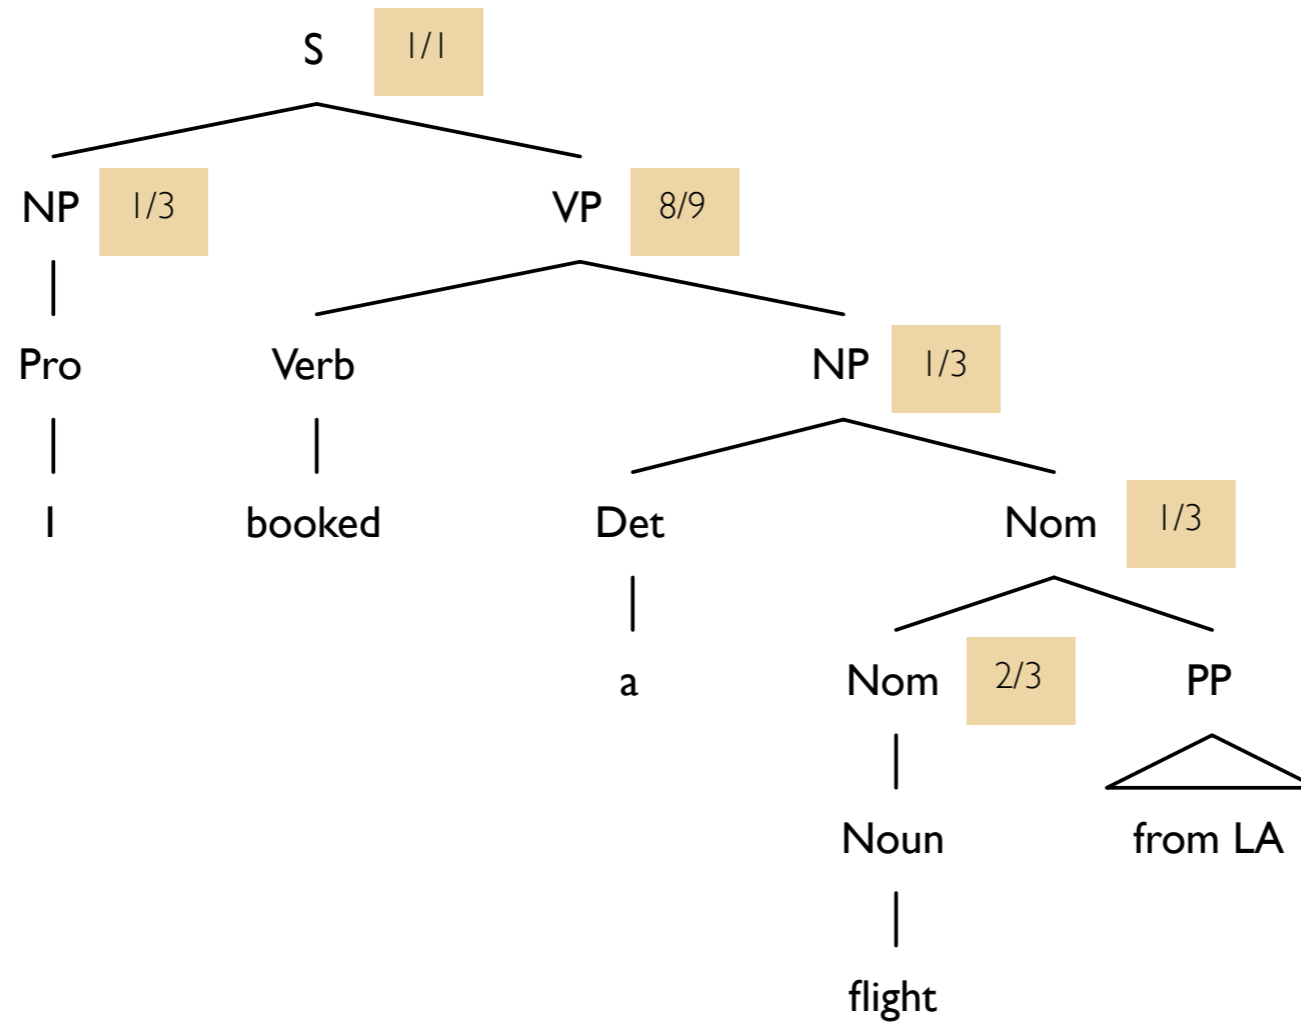 S 1/1
NP 1/3 VP 8/9
Pro Verb NP 1/3
I booked Det Nom 1/3
a Nom 2/3 PP
Noun from LA
flight